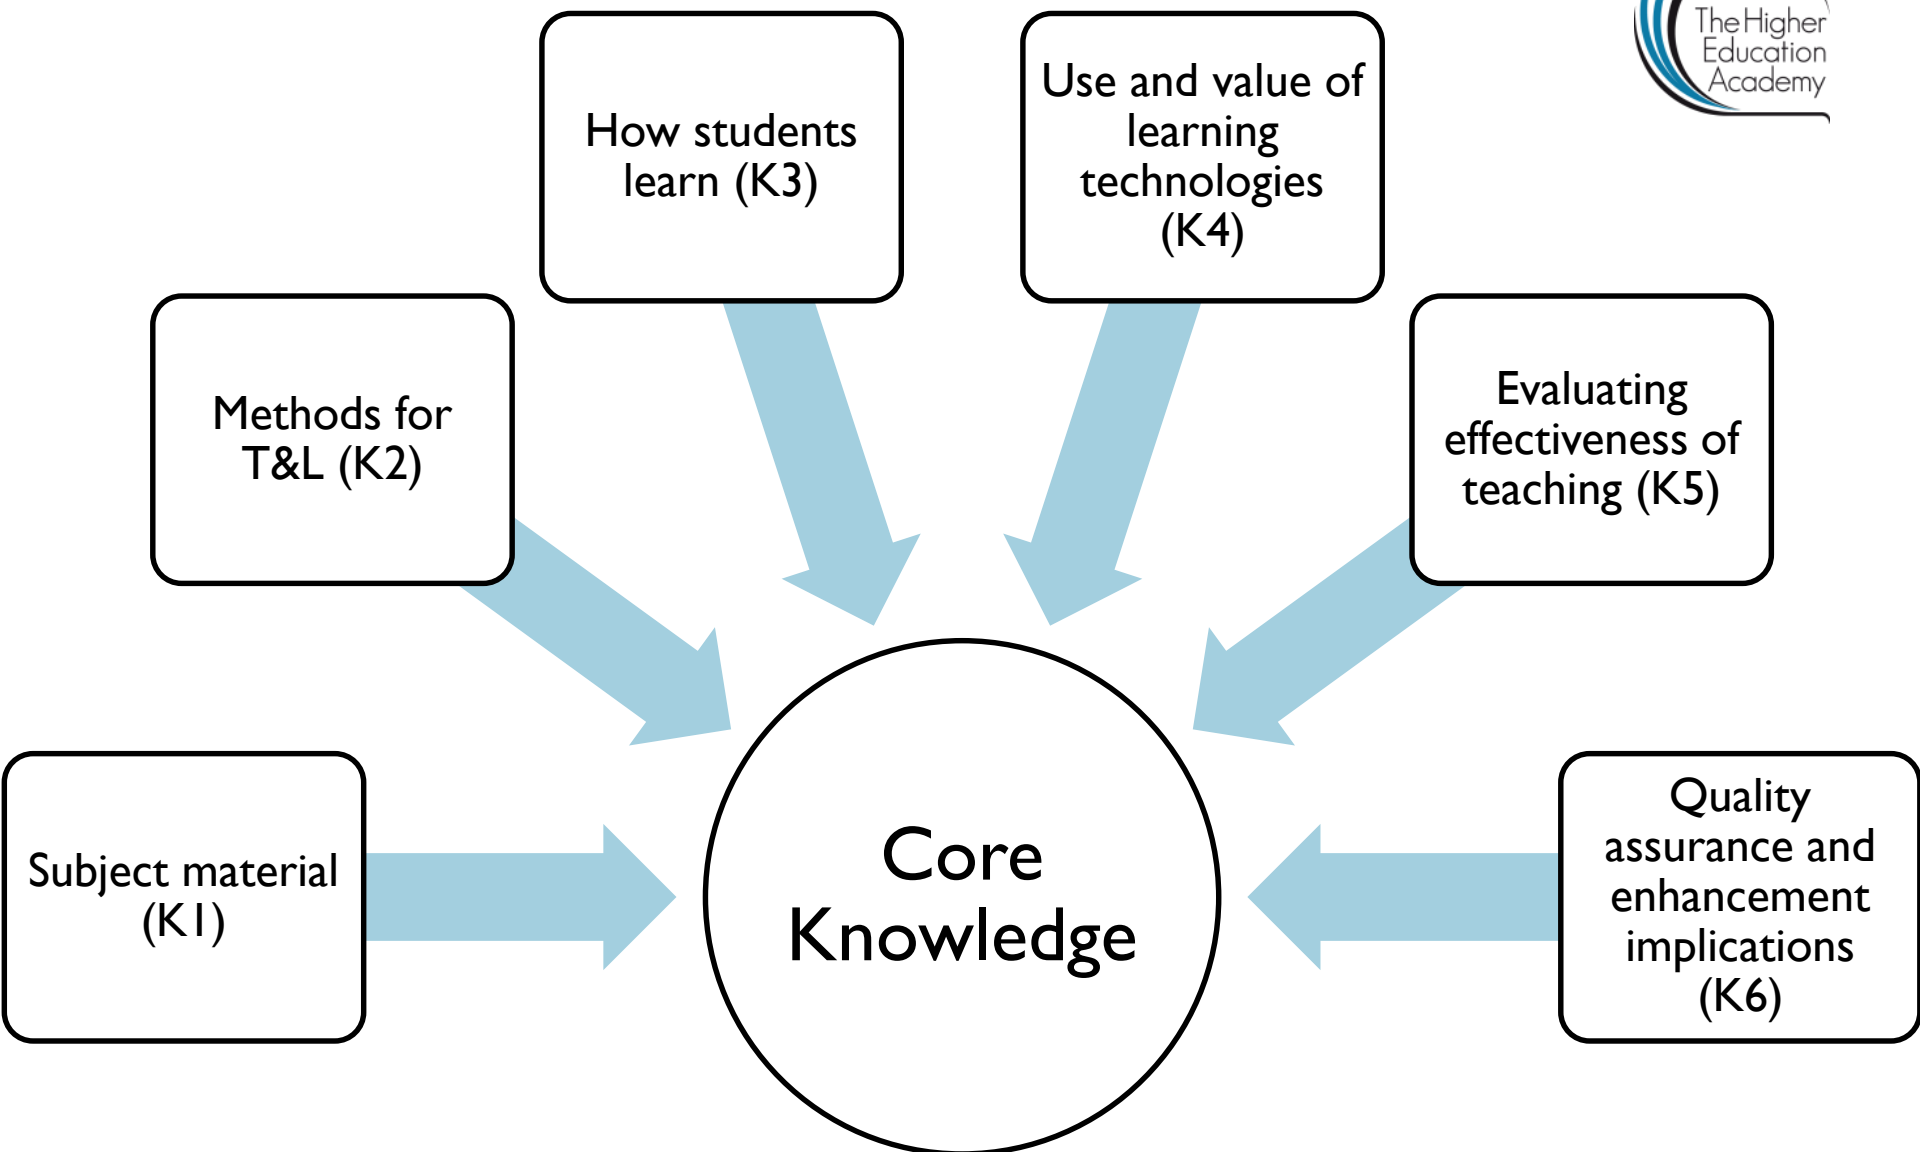 The Higher
Education
Academy
How students
learn (K3)
Use and value of
learning
technologies
(K4)
Methods for
T&L (K2)
Evaluating
effectiveness of
teaching (K5)
Subject material
(K1)
Core
Knowledge
Quality
assurance and
enhancement
implications
(K6)